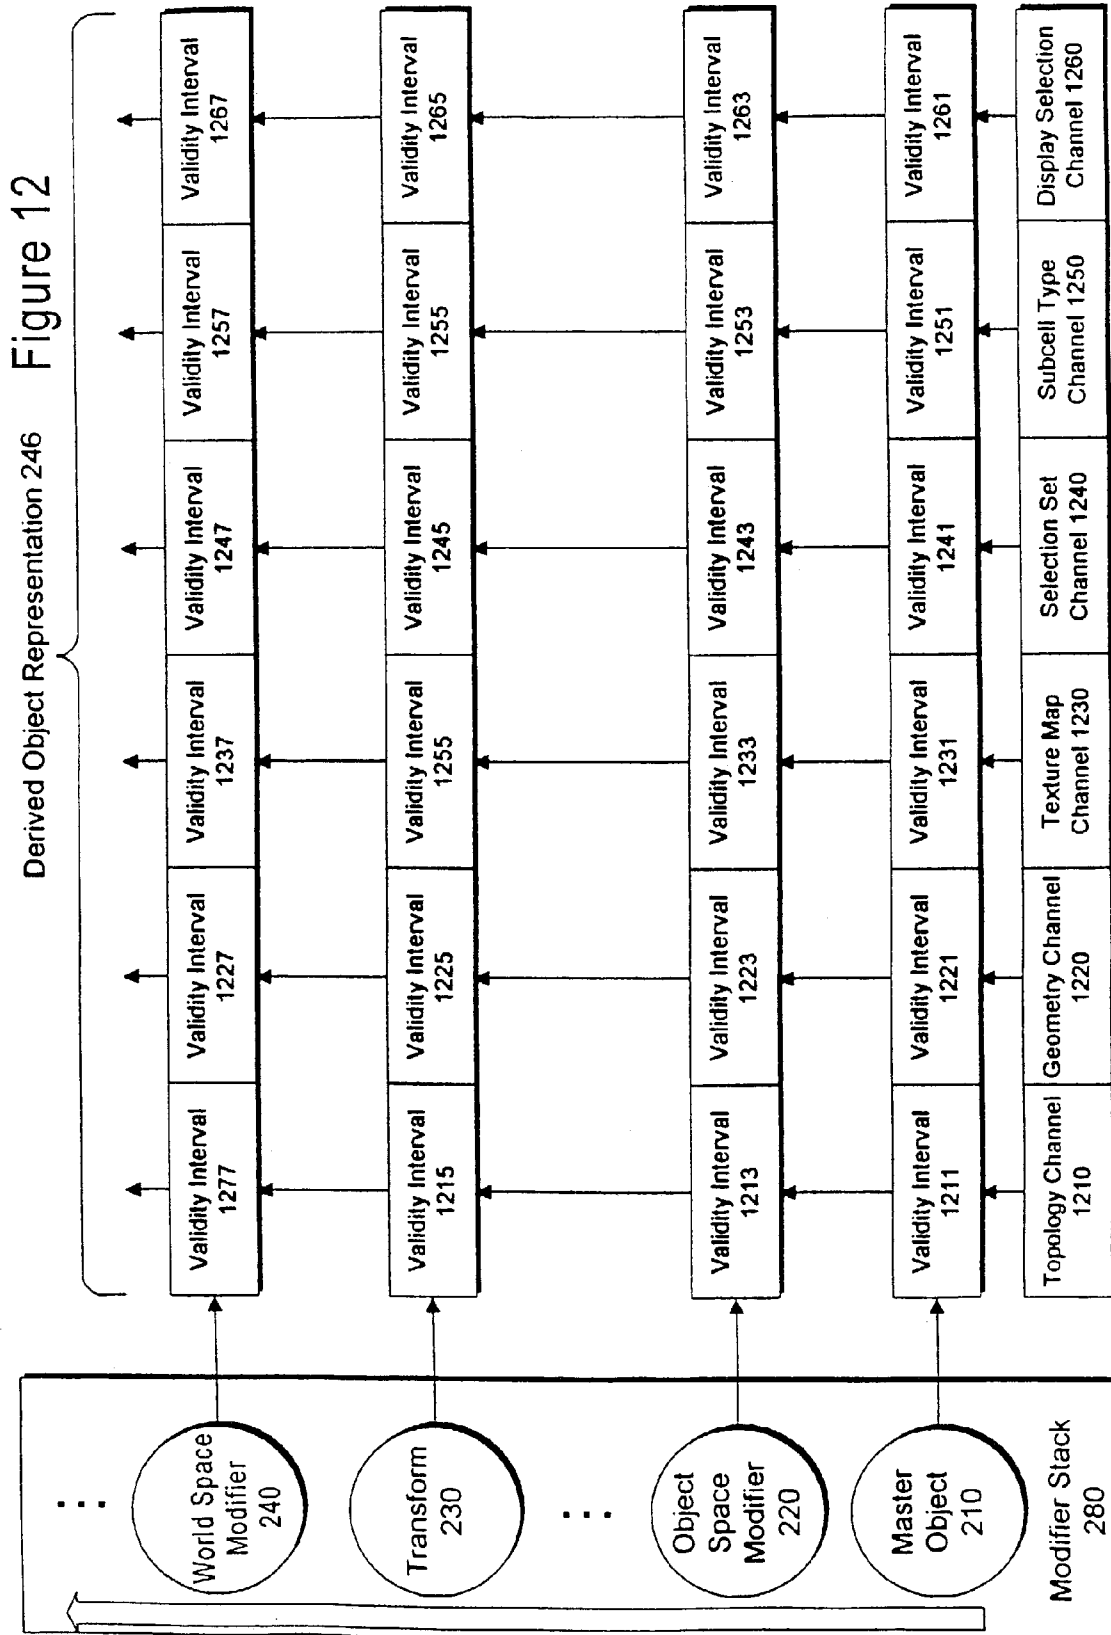 Derived Object Representation 246
Figure 12
World Space
Modifier
240
Validity Interval
1277
Validity Interval
1227
Validity Interval
1237
Validity Interval
1247
Validity Interval
1257
Validity Interval
1267
Transform
230
Validity Interval
1215
Validity Interval
1225
Validity Interval
1255
Validity Interval
1245
Validity Interval
1255
Validity Interval
1265
Object
Space
Modifier
220
Validity Interval
1213
Validity Interval
1223
Validity Interval
1233
Validity Interval
1243
Validity Interval
1253
Validity Interval
1263
Master
Object
210
Validity Interval
1211
Validity Interval
1221
Validity Interval
1231
Validity Interval
1241
Validity Interval
1251
Validity Interval
1261
Modifier Stack
280
Topology Channel
1210
Geometry Channel
1220
Texture Map
Channel 1230
Selection Set
Channel 1240
Subcell Type
Channel 1250
Display Selection
Channel 1260